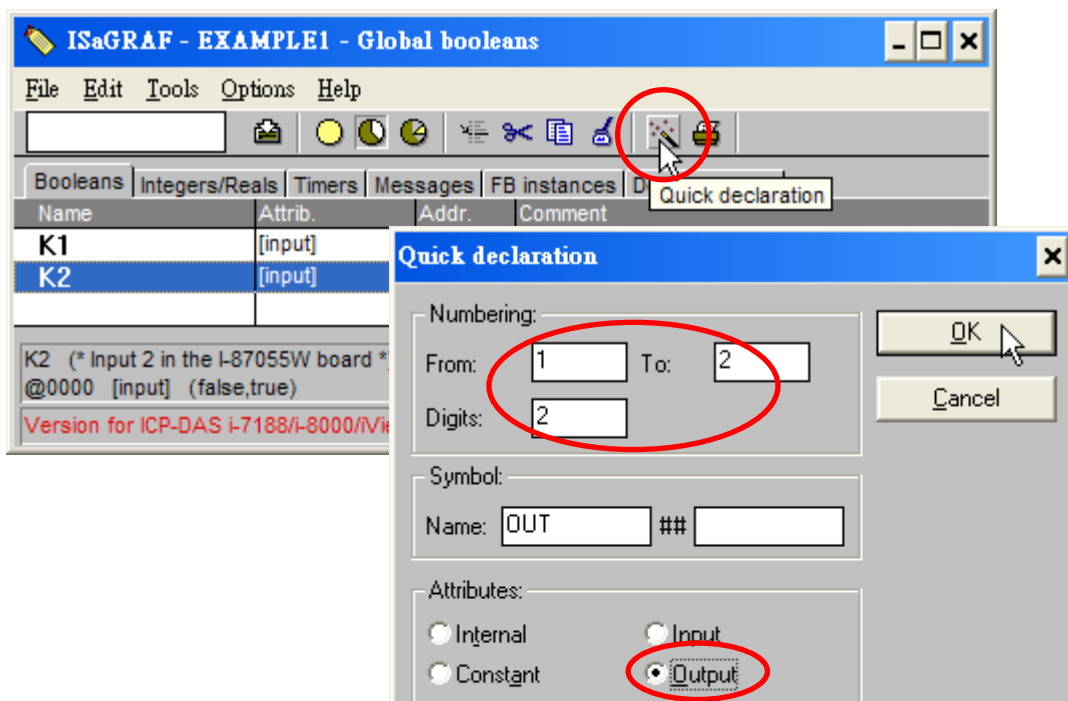 ISaGRAF - EXAMPLE1 - Global booleans
File Edit Tools Options Help
Booleans Integers/Reals Timers Messages FB instances
Quick declaration
Name Attrib. Addr. Comment
K1 [input]
K2 [input]
K2 (* Input 2 in the I-87055W board *)
@0000 [input] (false,true)
Version for ICP-DAS i-7188/i-8000/iVie
Quick declaration
Numbering:
From: 1 To: 2
Digits: 2
OK
Cancel
Symbol:
Name: OUT ##
Attributes:
Internal Input
Constant Output